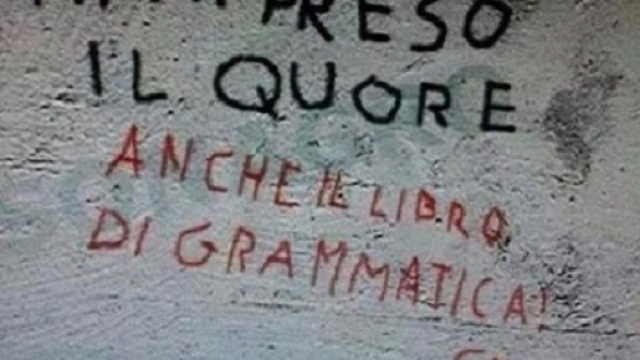 PRESO
IL QUORE
ANCHE IL LIBRO
DI GRAMMATICA!